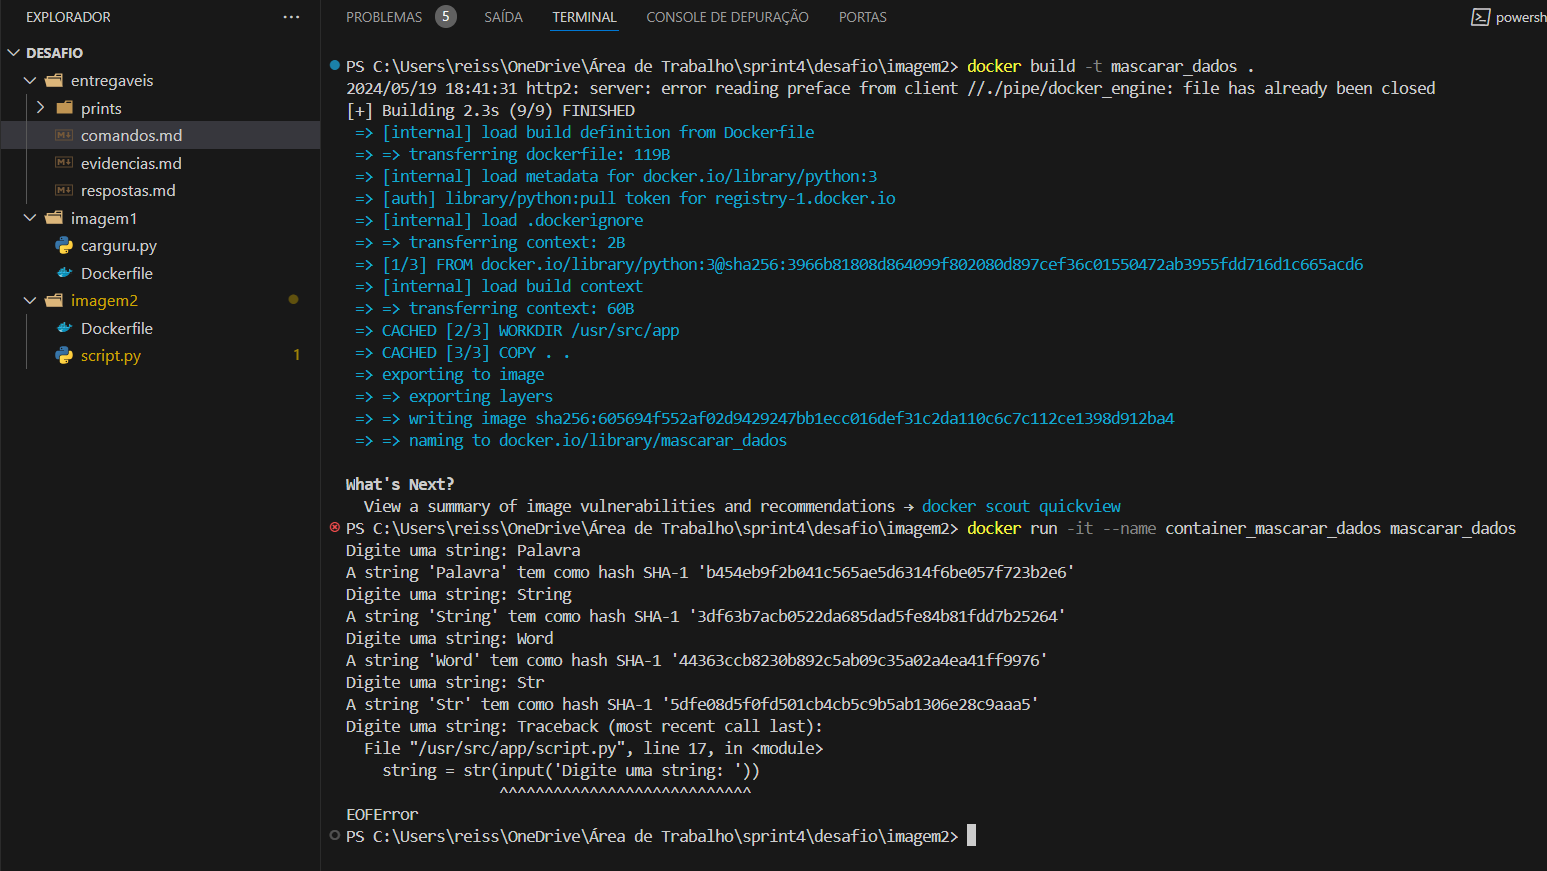 EXPLORADOR
DESAFIO
entregaveis
prints
comandos.md
evidencias.md
respostas.md
imagem1
carguru.py
Dockerfile
imagem2
Dockerfile
script.py 1
PROBLEMAS 5 SAÍDA TERMINAL CONSOLE DE DEPURAÇÃO PORTAS powersh
PS C:\Users\reiss\OneDrive\Área de Trabalho\sprint4\desafio\imagem2> docker build -t mascarar_dados .
2024/05/19 18:41:31 http2: server: error reading preface from client //./pipe/docker_engine: file has already been closed
[+] Building 2.3s (9/9) FINISHED
=> [internal] load build definition from Dockerfile
=> => transferring dockerfile: 119B
=> [internal] load metadata for docker.io/library/python:3
=> [auth] library/python:pull token for registry-1.docker.io
=> [internal] load .dockerignore
=> => transferring context: 2B
=> [1/3] FROM docker.io/library/python:3@sha256:3966b81808d864099f802080d897cef36c01550472ab3955fdd716d1c665acd6
=> [internal] load build context
=> => transferring context: 60B
=> CACHED [2/3] WORKDIR /usr/src/app
=> CACHED [3/3] COPY . .
=> exporting to image
=> => exporting layers
=> => writing image sha256:605694f552af02d9429247bb1ecc016def31c2da110c6c7c112ce1398d912ba4
=> => naming to docker.io/library/mascarar_dados
What's Next?
View a summary of image vulnerabilities and recommendations → docker scout quickview
PS C:\Users\reiss\OneDrive\Área de Trabalho\sprint4\desafio\imagem2> docker run -it --name container_mascarar_dados mascarar_dados
Digite uma string: Palavra
A string 'Palavra' tem como hash SHA-1 'b454eb9f2b041c565ae5d6314f6be057f723b2e6'
Digite uma string: String
A string 'String' tem como hash SHA-1 '3df63b7acb0522da685dad5fe84b81fdd7b25264'
Digite uma string: Word
A string 'Word' tem como hash SHA-1 '44363ccb8230b892c5ab09c35a02a4ea41ff9976'
Digite uma string: Str
A string 'Str' tem como hash SHA-1 '5dfe08d5f0fd501cb4cb5c9b5ab1306e28c9aaa5'
Digite uma string: Traceback (most recent call last):
File "/usr/src/app/script.py", line 17, in <module>
string = str(input('Digite uma string: '))
^^^^^^^^^^^^^^^^^^^^^^^^^^^^
EOFError
PS C:\Users\reiss\OneDrive\Área de Trabalho\sprint4\desafio\imagem2>